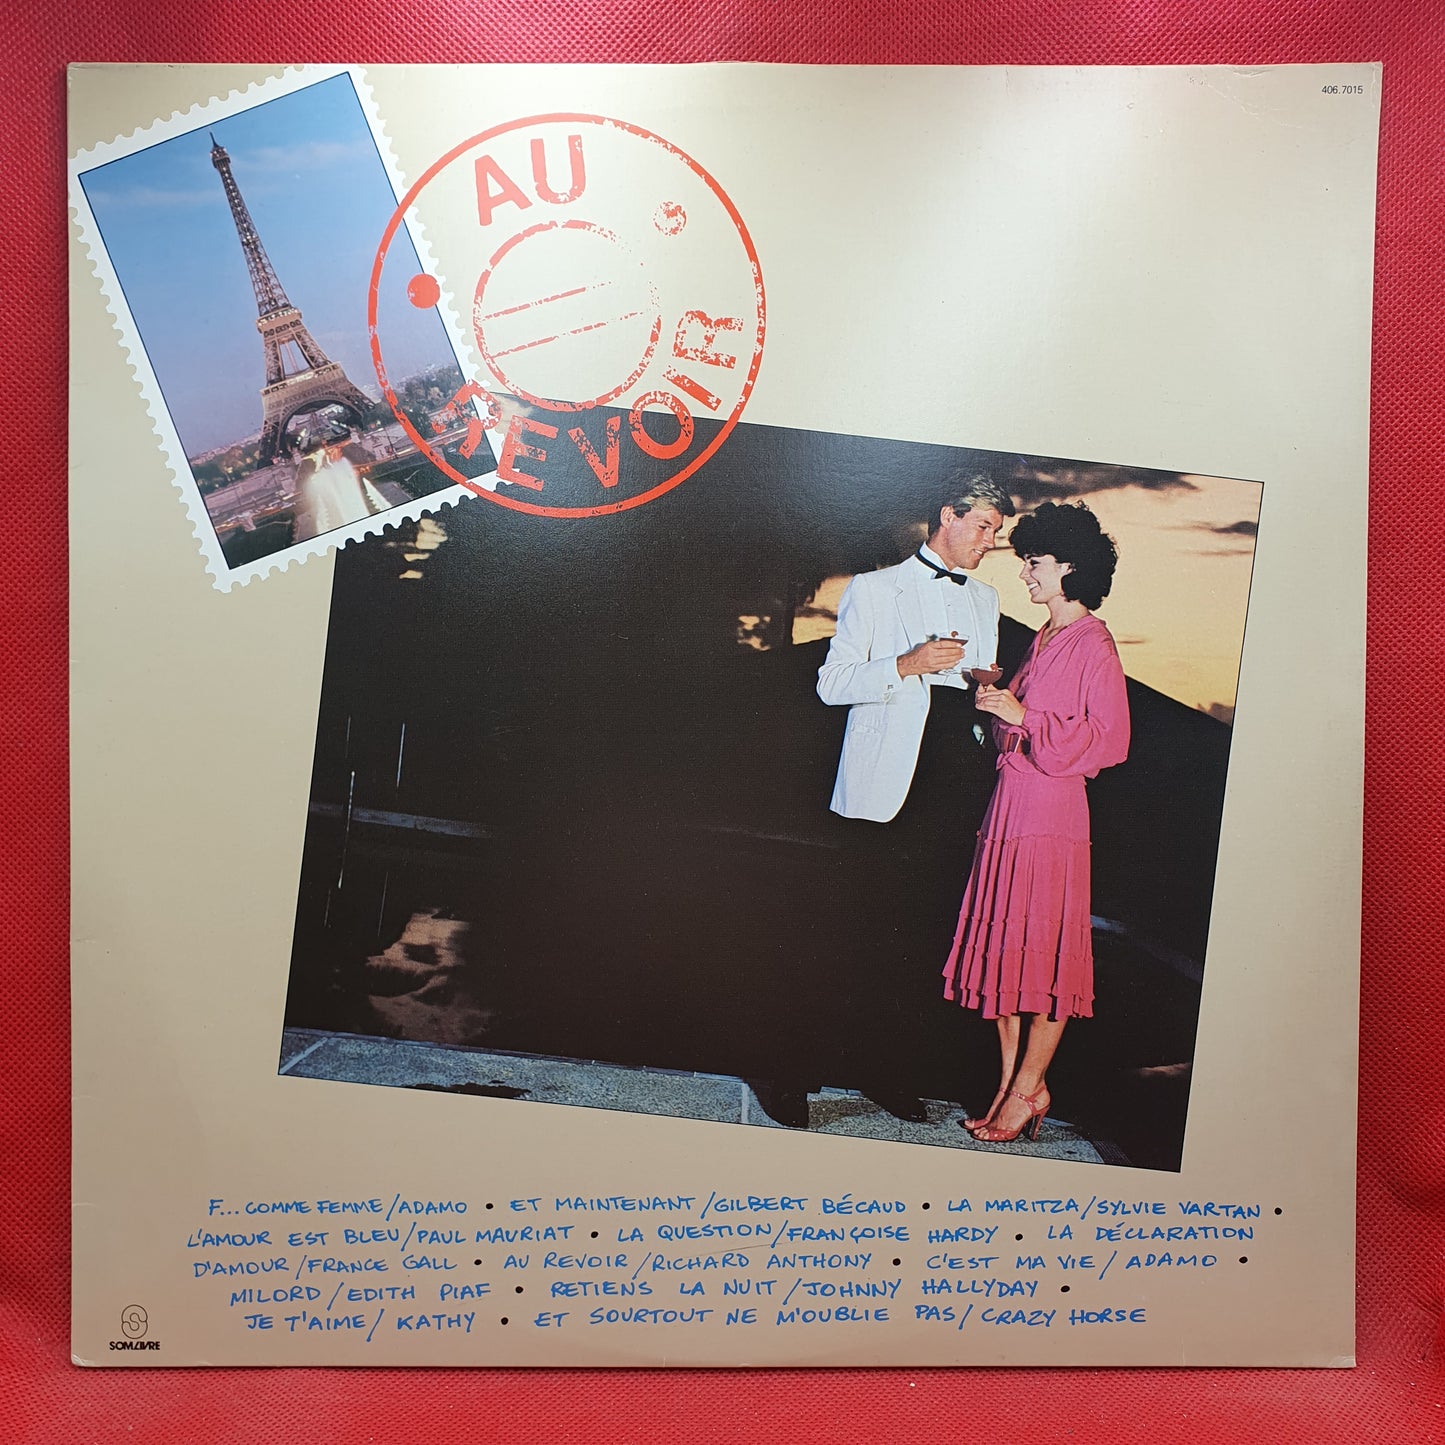 406.7015
AU
REVOIR
F... COMME FEMME/ADAMO • ET MAINTENANT/GILBERT BÉCAUD • LA MARITZA/SYLVIE VARTAN •
L'AMOUR EST BLEU/PAUL MAURIAT • LA QUESTION/FRANÇOISE HARDY • LA DÉCLARATION
D'AMOUR/FRANCE GALL • AU REVOIR/RICHARD ANTHONY • C'EST MA VIE/ADAMO •
MILORD/EDITH PIAF • RETIENS LA NUIT/JOHNNY HALLYDAY •
JE T'AIME/KATHY • ET SOURTOUT NE M'OUBLIE PAS/CRAZY HORSE
SOM LIVRE